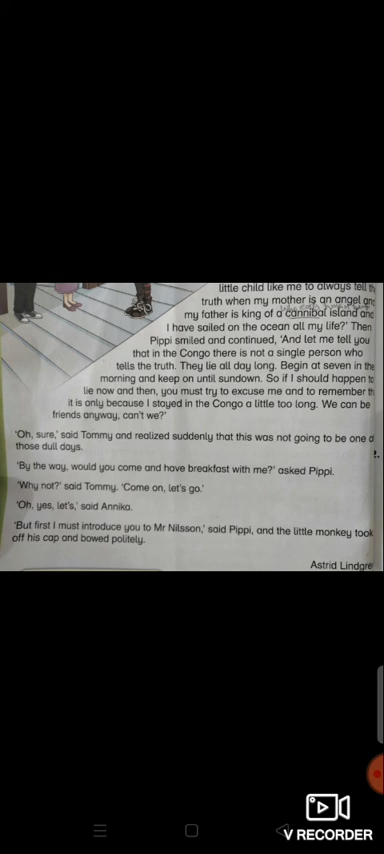 little child like me to always tell th
truth when my mother is an angel and
my father is king of a cannibal island and
I have sailed on the ocean all my life?' Then
Pippi smiled and continued, 'And let me tell you
that in the Congo there is not a single person who
tells the truth. They lie all day long. Begin at seven in the
morning and keep on until sundown. So if I should happen to
lie now and then, you must try to excuse me and to remember th
it is only because I stayed in the Congo a little too long. We can be
friends anyway, can't we?'
'Oh, sure,' said Tommy and realized suddenly that this was not going to be one o
those dull days.
'By the way, would you come and have breakfast with me?' asked Pippi.
'Why not?' said Tommy. 'Come on, let's go.'
'Oh, yes, let's,' said Annika.
'But first I must introduce you to Mr Nilsson,' said Pippi, and the little monkey took
off his cap and bowed politely.
Astrid Lindgre
V RECORDER